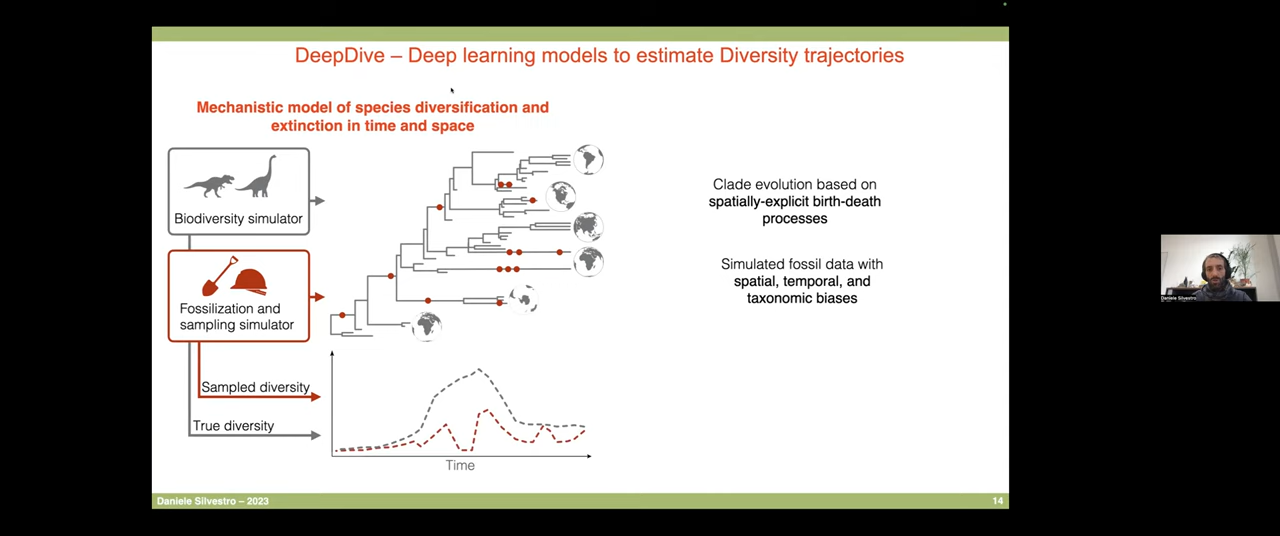 DeepDive – Deep learning models to estimate Diversity trajectories
Mechanistic model of species diversification and
extinction in time and space
Biodiversity simulator
Fossilization and
sampling simulator
Sampled diversity
True diversity
Time
Clade evolution based on
spatially-explicit birth-death
processes
Simulated fossil data with
spatial, temporal, and
taxonomic biases
Daniele Silvestro
Daniele Silvestro – 2023
14